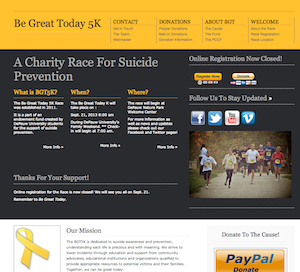 Be Great Today 5K
CONTACT
Get in Touch
The Team
Webmaster
DONATIONS
Paypal Donations
Mail in Donations
Donation Information
ABOUT BGT
The Cause
The Fund
The PCCF
WELCOME
About the Race
Race Location
Race Registration
A Charity Race For Suicide
Prevention
What is BGT5K?
The Be Great Today 5K Race
was established in 2011.
It is a part of an
endowment fund created by
DePauw University students
for the support of suicide
prevention.
More Info »
When?
The Be Great Today 5K will
take place on :
Sept. 21, 2013 8:00 am
During DePauw University's
Family Weekend. ** Check-
in will begin at 7:00 am.
More Info »
Where?
The race will begin at
DePauw Nature Park
Welcome Center
For more information as
well as news and updates
please check out our
Facebook and Twitter page!
More Info »
Thanks For Your Support!
Online registration for the Race is now closed! We will see you all on Sept. 21.
Remember to Be Great Today.
Online Registration Now Closed!
Buy Now
Donate
Follow Us To Stay Updated »
You
Tube
Our Mission
The BGT5K is dedicated to suicide awareness and prevention,
understanding each life is precious and with meaning. We strive to
lower incidents through education and support from community
advocates, educational institutions and organizations qualified to
provide appropriate resources to potential victims and their families.
Together, we can be great today.
Donate To The Cause!
PayPal
Donate